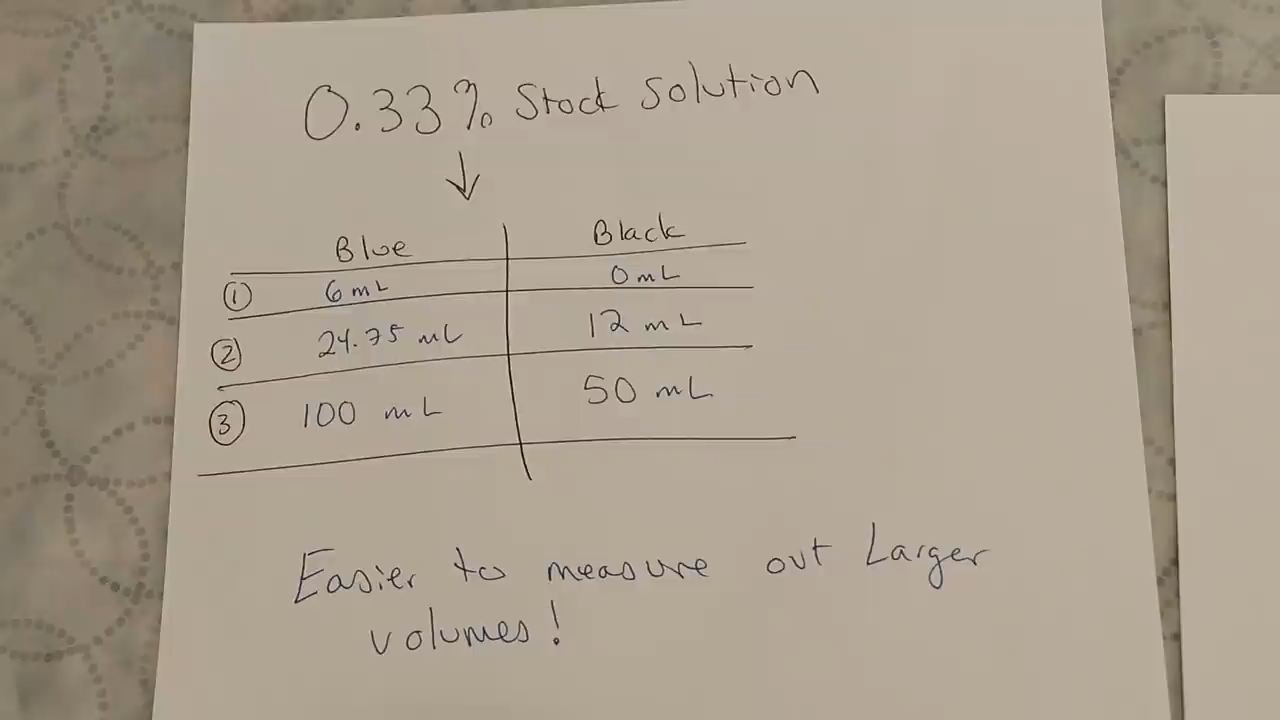 0.33% Stock Solution
↓
Blue Black
① 6 mL 0 mL
② 24.75 mL 12 mL
③ 100 mL 50 mL
Easier to measure out Larger
volumes!